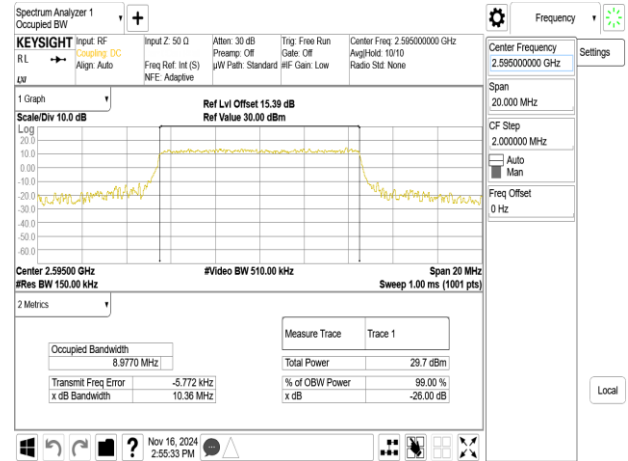 Spectrum Analyzer 1
Occupied BW
Frequency
KEYSIGHT
RL
LXI
Input: RF
Coupling: DC
Align: Auto
Input Z: 50 Ω
Freq Ref: Int (S)
NFE: Adaptive
Atten: 30 dB
Preamp: Off
µW Path: Standard
Trig: Free Run
Gate: Off
#IF Gain: Low
Center Freq: 2.595000000 GHz
Avg|Hold: 10/10
Radio Std: None
Center Frequency
2.595000000 GHz
Settings
Span
20.000 MHz
CF Step
2.000000 MHz
Auto
Man
Freq Offset
0 Hz
Local
1 Graph
Scale/Div 10.0 dB
Ref Lvl Offset 15.39 dB
Ref Value 30.00 dBm
Log
20.0
10.0
0.00
-10.0
-20.0
-30.0
-40.0
-50.0
-60.0
Center 2.59500 GHz
#Video BW 510.00 kHz
Span 20 MHz
#Res BW 150.00 kHz
Sweep 1.00 ms (1001 pts)
2 Metrics
Measure Trace Trace 1
Occupied Bandwidth
8.9770 MHz
Total Power 29.7 dBm
Transmit Freq Error -5.772 kHz
% of OBW Power 99.00 %
x dB Bandwidth 10.36 MHz
x dB -26.00 dB
?
Nov 16, 2024
2:55:33 PM